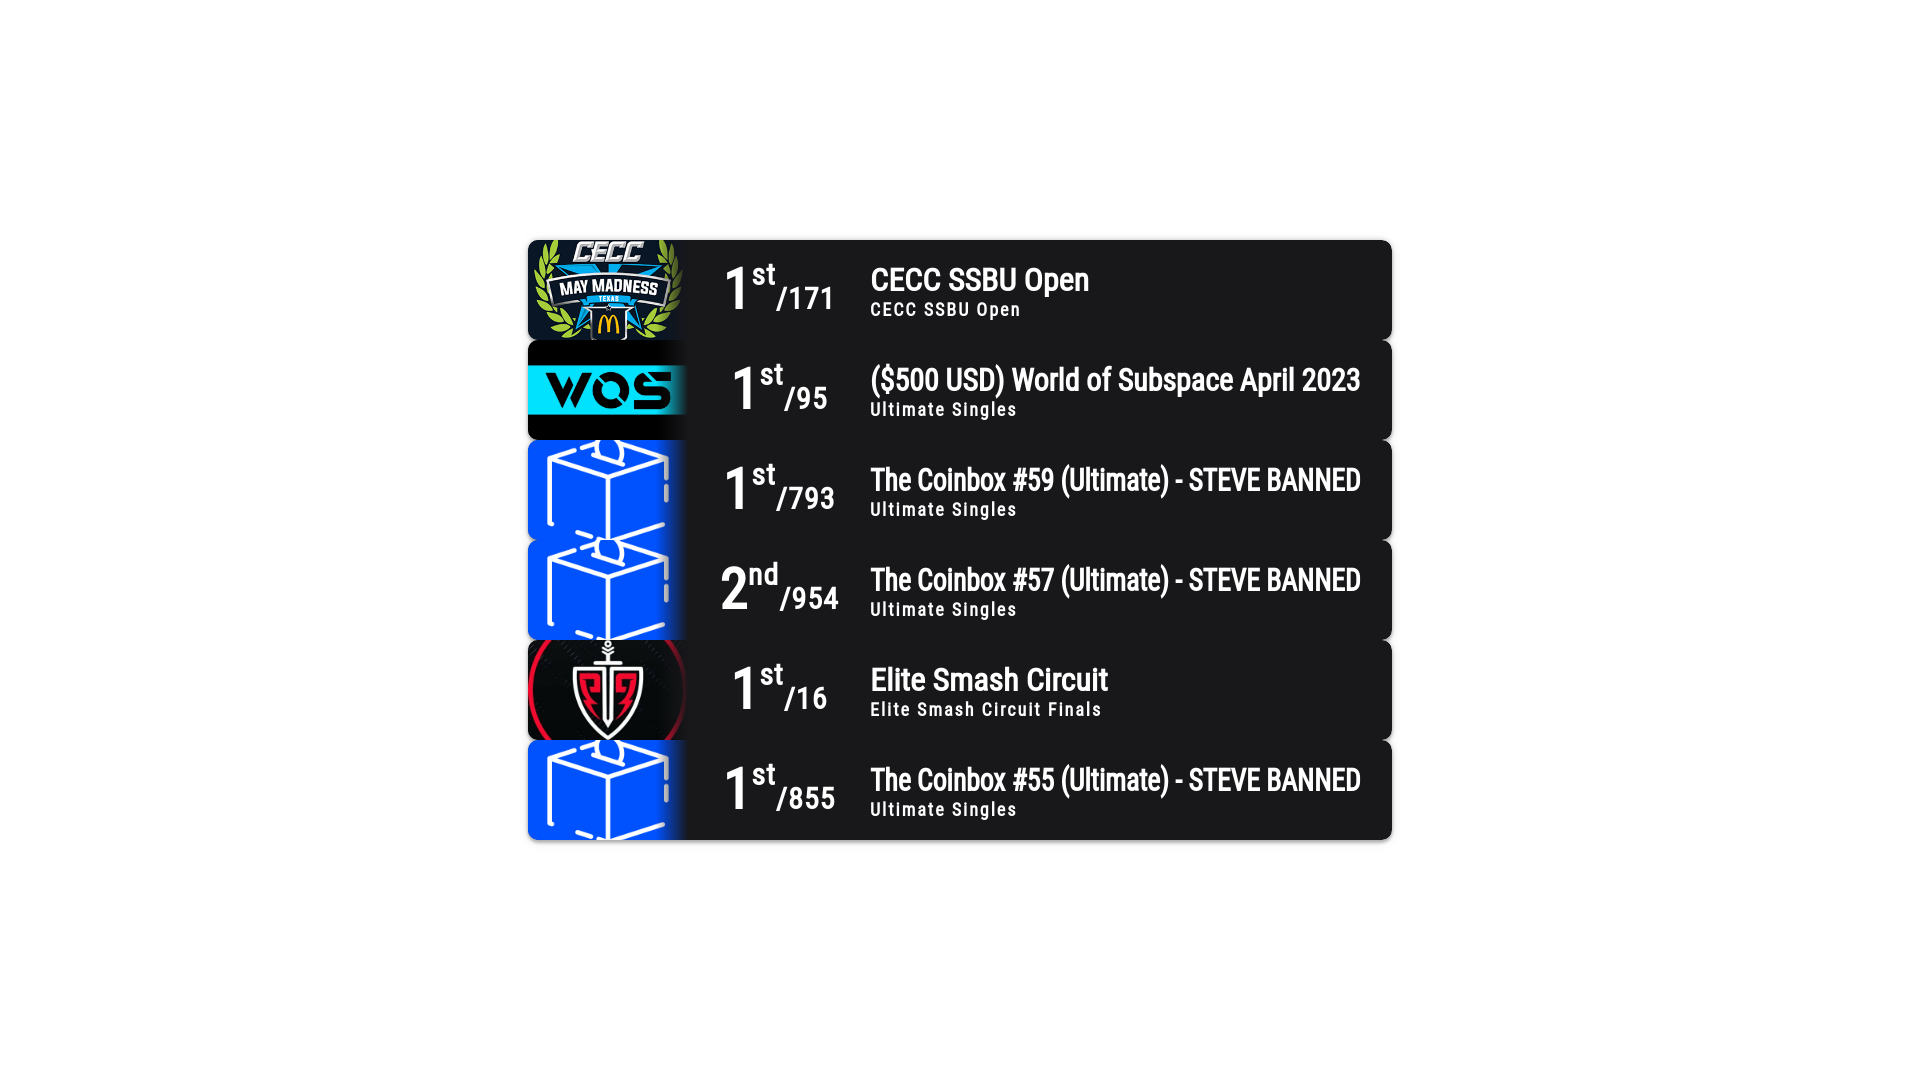 CECC
MAY MADNESS
TEXAS
1st/171
CECC SSBU Open
CECC SSBU Open
WOS
1st/95
($500 USD) World of Subspace April 2023
Ultimate Singles
1st/793
The Coinbox #59 (Ultimate) - STEVE BANNED
Ultimate Singles
2nd/954
The Coinbox #57 (Ultimate) - STEVE BANNED
Ultimate Singles
1st/16
Elite Smash Circuit
Elite Smash Circuit Finals
1st/855
The Coinbox #55 (Ultimate) - STEVE BANNED
Ultimate Singles